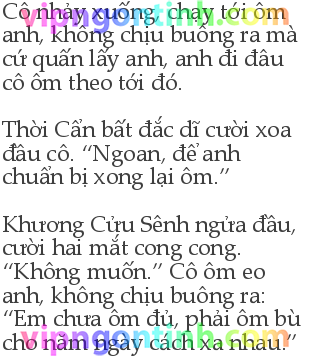 Cô nhảy xuống, chạy tới ôm
anh, không chịu buông ra mà
cứ quấn lấy anh, anh đi đâu
cô ôm theo tới đó.
Thời Cẩn bất đắc dĩ cười xoa
đầu cô. “Ngoan, để anh
chuẩn bị xong lại ôm.”
Khương Cửu Sênh ngửa đầu,
cười hai mắt cong cong.
“Không muốn.” Cô ôm eo
anh, không chịu buông ra:
“Em chưa ôm đủ, phải ôm bù
cho năm ngày cách xa nhau.”
vipngontinh.com
vipngontinh.com